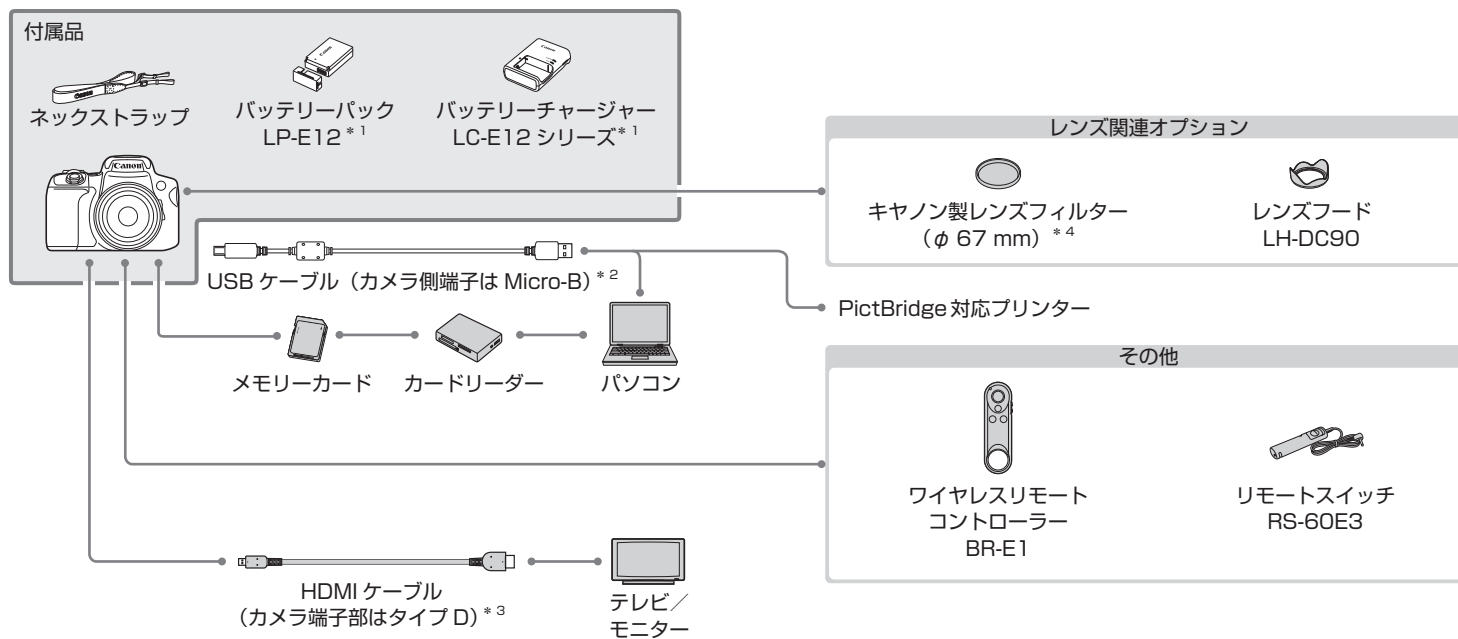 付属品
ネックストラップ
バッテリーパック
LP-E12＊1
バッテリーチャージャー
LC-E12 シリーズ＊1
Canon
レンズ関連オプション
キヤノン製レンズフィルター
（φ 67 mm）＊4
レンズフード
LH-DC90
USB ケーブル（カメラ側端子は Micro-B）＊2
PictBridge 対応プリンター
メモリーカード
カードリーダー
パソコン
その他
ワイヤレスリモート
コントローラー
BR-E1
リモートスイッチ
RS-60E3
HDMI ケーブル
（カメラ端子部はタイプ D）＊3
テレビ／
モニター